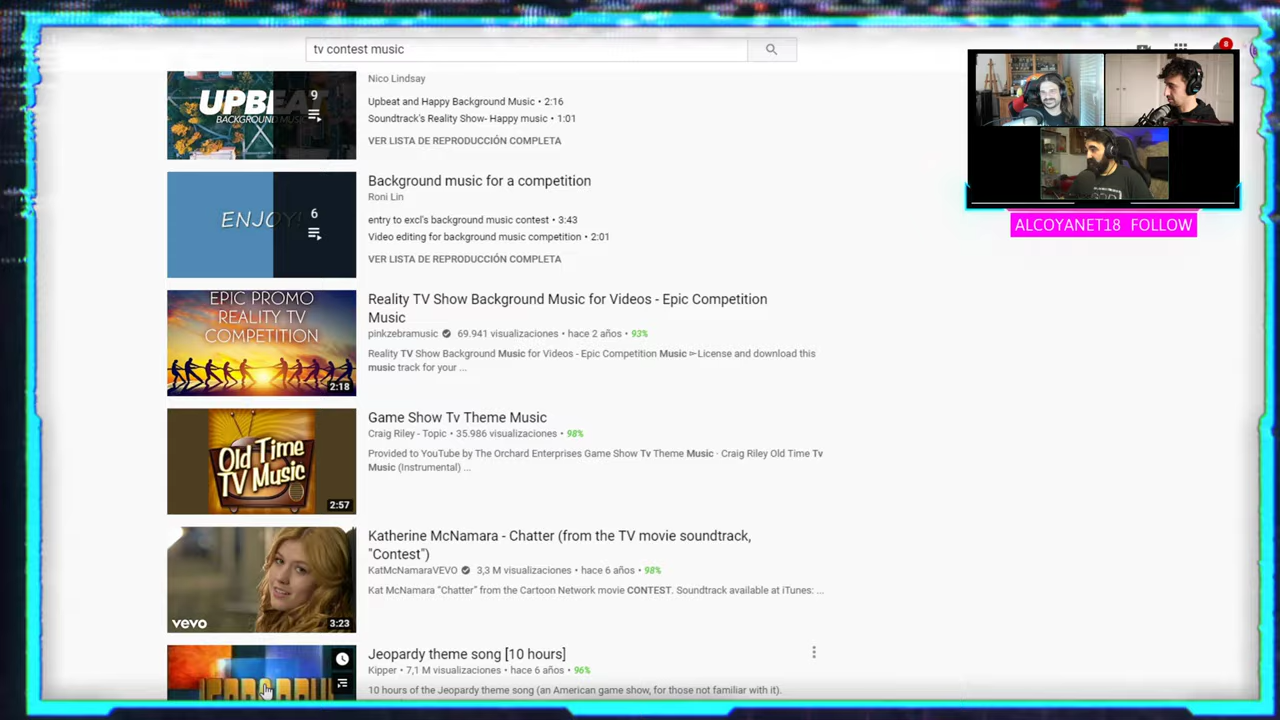 tv contest music
8
Nico Lindsay
UPBEAT
BACKGROUND MUSIC
9
Upbeat and Happy Background Music • 2:16
Soundtrack's Reality Show- Happy music • 1:01
VER LISTA DE REPRODUCCIÓN COMPLETA
ALCOYANET18 FOLLOW
Background music for a competition
Roni Lin
ENJOY!
6
entry to excl's background music contest • 3:43
Video editing for background music competition • 2:01
VER LISTA DE REPRODUCCIÓN COMPLETA
EPIC PROMO
REALITY TV
COMPETITION
2:18
Reality TV Show Background Music for Videos - Epic Competition
Music
pinkzebramusic 69.941 visualizaciones • hace 2 años • 93%
Reality TV Show Background Music for Videos - Epic Competition Music ➳License and download this
music track for your ...
Old Time
TV Music
2:57
Game Show Tv Theme Music
Craig Riley - Topic • 35.986 visualizaciones • 98%
Provided to YouTube by The Orchard Enterprises Game Show Tv Theme Music · Craig Riley Old Time Tv
Music (Instrumental) ...
vevo
3:23
Katherine McNamara - Chatter (from the TV movie soundtrack,
"Contest")
KatMcNamaraVEVO 3,3 M visualizaciones • hace 6 años • 98%
Kat McNamara "Chatter" from the Cartoon Network movie CONTEST. Soundtrack available at iTunes: ...
Jeopardy theme song [10 hours]
Kipper • 7,1 M visualizaciones • hace 6 años • 96%
10 hours of the Jeopardy theme song (an American game show, for those not familiar with it).